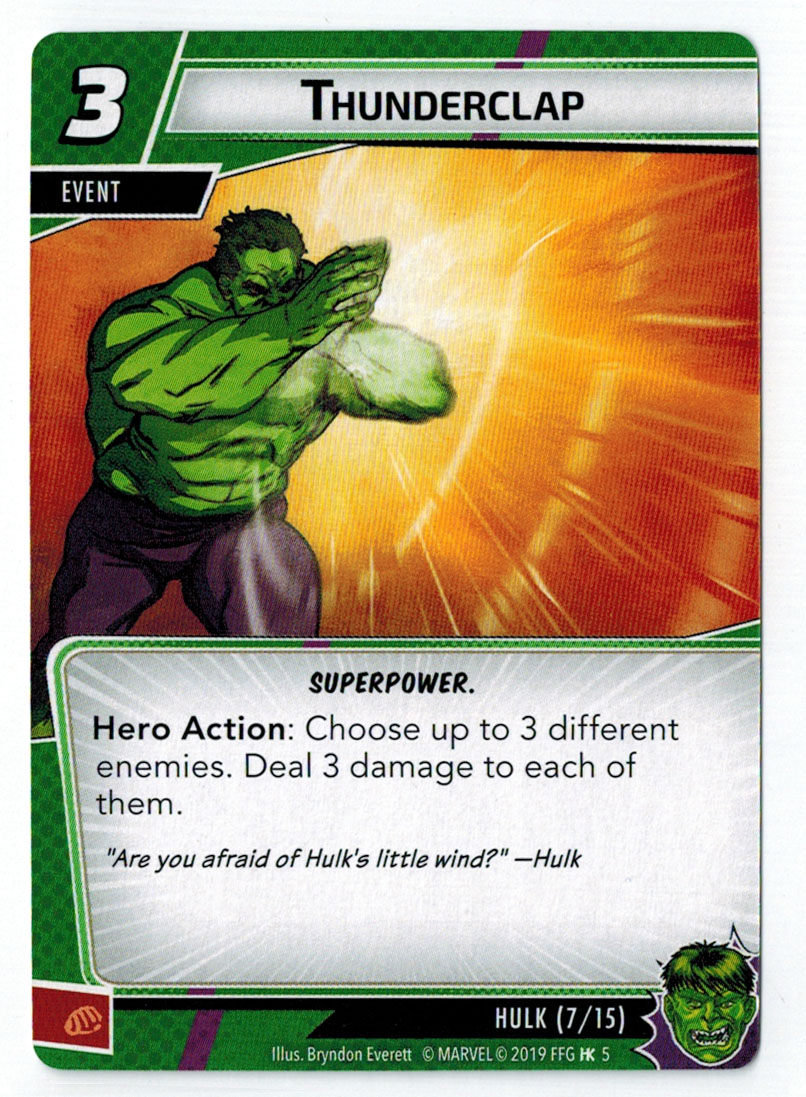 3
THUNDERCLAP
EVENT
SUPERPOWER.
Hero Action: Choose up to 3 different
enemies. Deal 3 damage to each of
them.
"Are you afraid of Hulk's little wind?" —Hulk
HULK (7/15)
Illus. Bryndon Everett © MARVEL © 2019 FFG HK 5